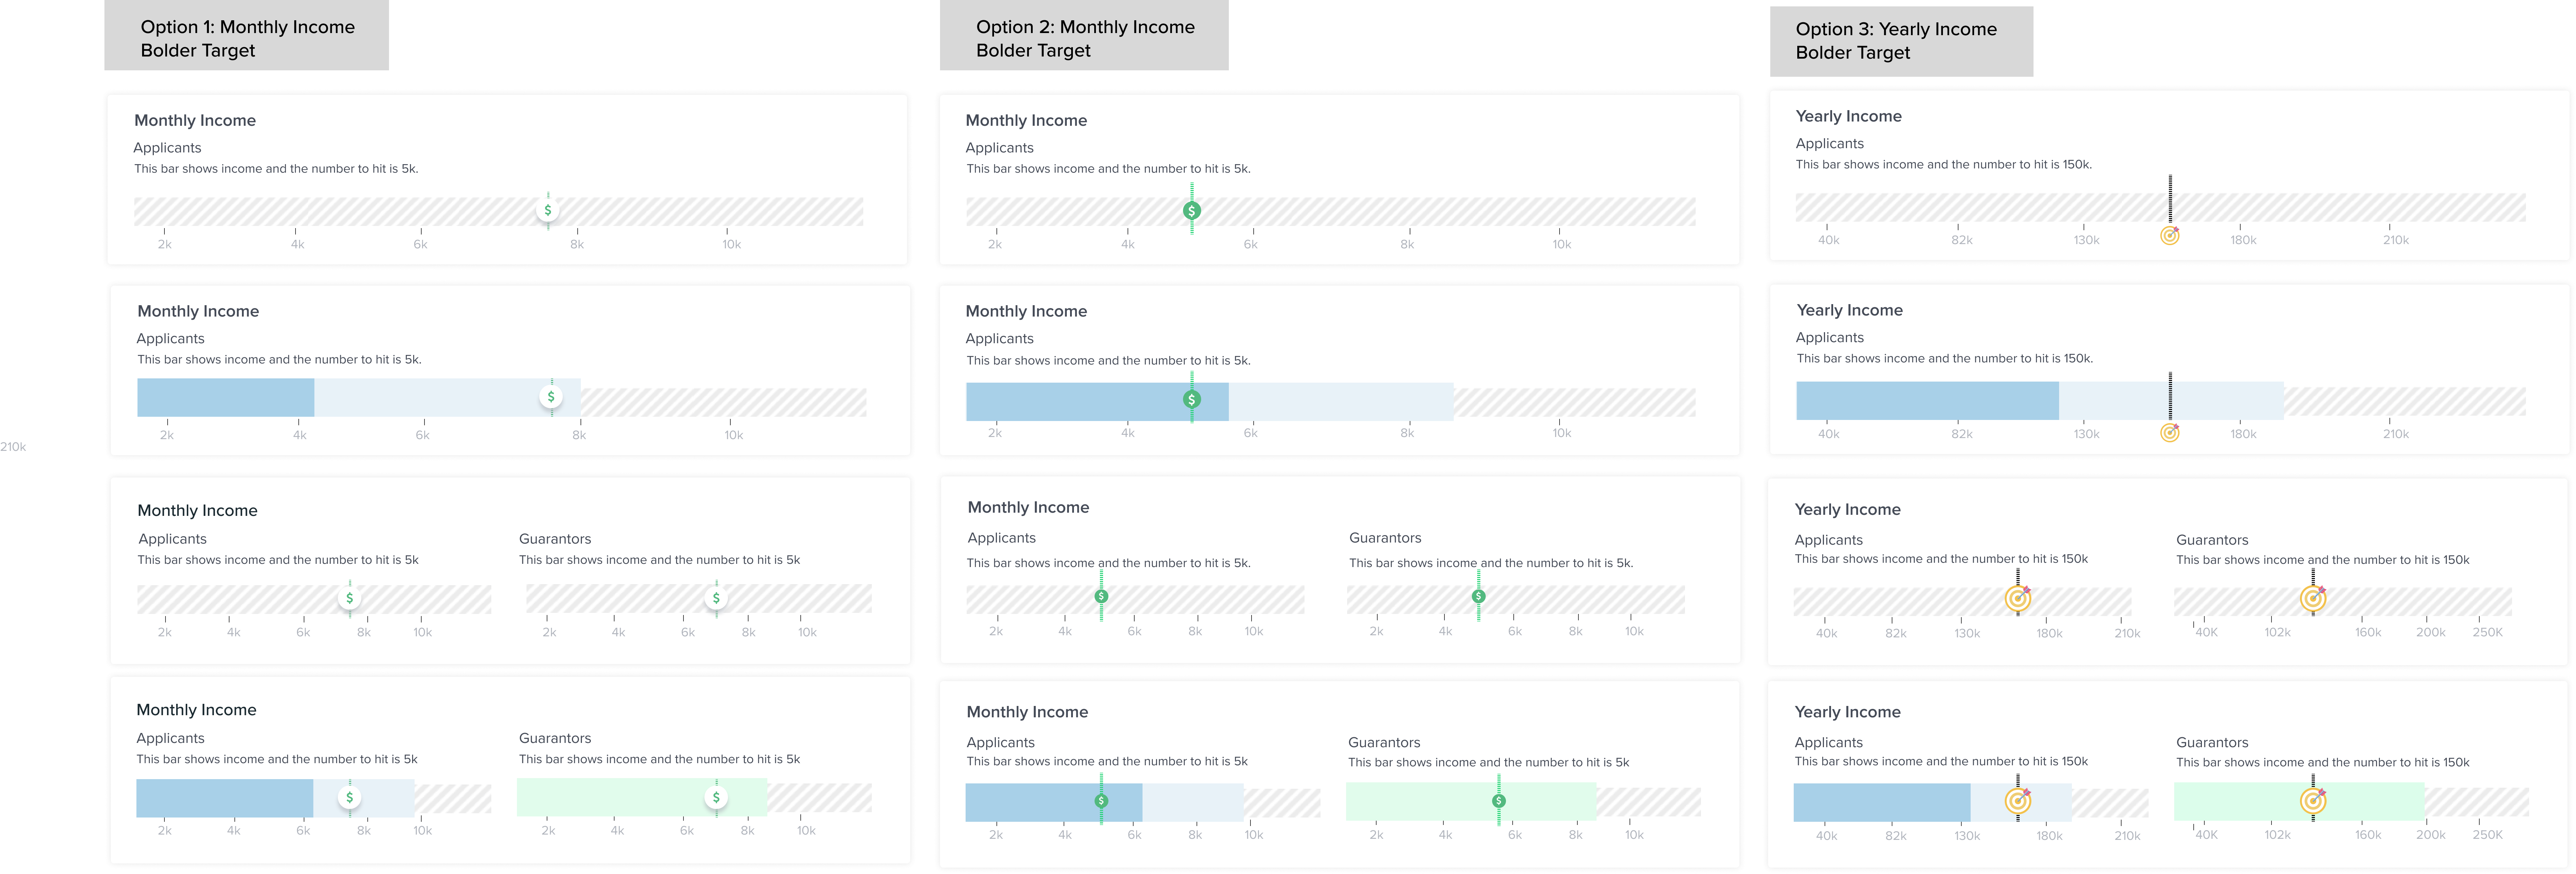 Option 1: Monthly Income
Bolder Target
Monthly Income
Applicants
This bar shows income and the number to hit is 5k.
$
2k 4k 6k 8k 10k
Monthly Income
Applicants
This bar shows income and the number to hit is 5k.
$
2k 4k 6k 8k 10k
210k
Monthly Income
Applicants Guarantors
This bar shows income and the number to hit is 5k This bar shows income and the number to hit is 5k
$ $
2k 4k 6k 8k 10k 2k 4k 6k 8k 10k
Monthly Income
Applicants Guarantors
This bar shows income and the number to hit is 5k This bar shows income and the number to hit is 5k
$ $
2k 4k 6k 8k 10k 2k 4k 6k 8k 10k
Option 2: Monthly Income
Bolder Target
Monthly Income
Applicants
This bar shows income and the number to hit is 5k.
$
2k 4k 6k 8k 10k
Monthly Income
Applicants
This bar shows income and the number to hit is 5k.
$
2k 4k 6k 8k 10k
Monthly Income
Applicants Guarantors
This bar shows income and the number to hit is 5k. This bar shows income and the number to hit is 5k.
$ $
2k 4k 6k 8k 10k 2k 4k 6k 8k 10k
Monthly Income
Applicants Guarantors
This bar shows income and the number to hit is 5k This bar shows income and the number to hit is 5k
$ $
2k 4k 6k 8k 10k 2k 4k 6k 8k 10k
Option 3: Yearly Income
Bolder Target
Yearly Income
Applicants
This bar shows income and the number to hit is 150k.
40k 82k 130k 180k 210k
Yearly Income
Applicants
This bar shows income and the number to hit is 150k.
40k 82k 130k 180k 210k
Yearly Income
Applicants Guarantors
This bar shows income and the number to hit is 150k This bar shows income and the number to hit is 150k
40k 82k 130k 180k 210k 40K 102k 160k 200k 250K
Yearly Income
Applicants Guarantors
This bar shows income and the number to hit is 150k This bar shows income and the number to hit is 150k
40k 82k 130k 180k 210k 40K 102k 160k 200k 250K